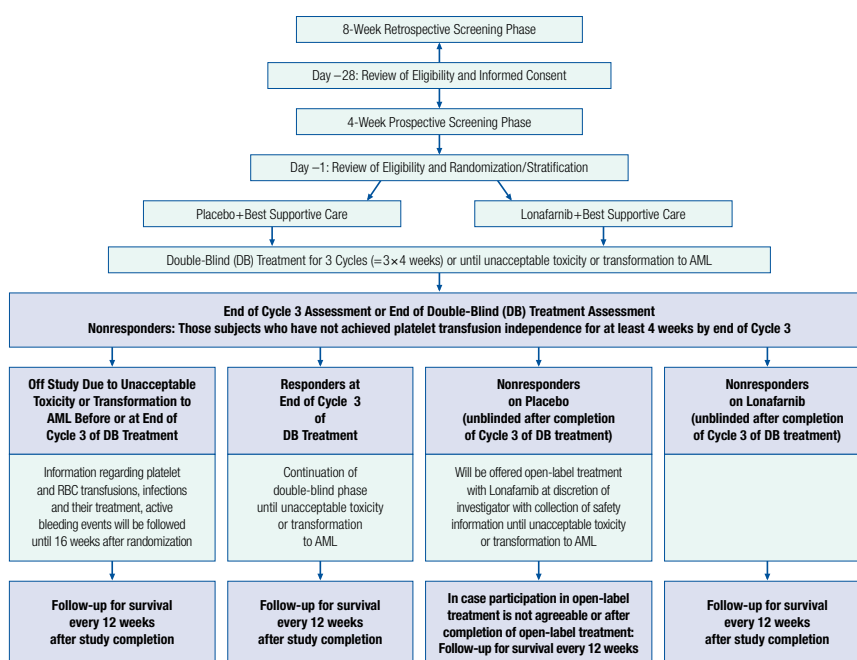 8-Week Retrospective Screening Phase
Day –28: Review of Eligibility and Informed Consent
4-Week Prospective Screening Phase
Day –1: Review of Eligibility and Randomization/Stratification
Placebo+Best Supportive Care
Lonafarnib+Best Supportive Care
Double-Blind (DB) Treatment for 3 Cycles (=3×4 weeks) or until unacceptable toxicity or transformation to AML
End of Cycle 3 Assessment or End of Double-Blind (DB) Treatment Assessment
Nonresponders: Those subjects who have not achieved platelet transfusion independence for at least 4 weeks by end of Cycle 3
Off Study Due to Unacceptable
Toxicity or Transformation to
AML Before or at End of
Cycle 3 of DB Treatment
Information regarding platelet
and RBC transfusions, infections
and their treatment, active
bleeding events will be followed
until 16 weeks after randomization
Follow-up for survival
every 12 weeks
after study completion
Responders at
End of Cycle 3
of
DB Treatment
Continuation of
double-blind phase
until unacceptable toxicity
or transformation
to AML
Follow-up for survival
every 12 weeks
after study completion
Nonresponders
on Placebo
(unblinded after completion
of Cycle 3 of DB treatment)
Will be offered open-label treatment
with Lonafarnib at discretion of
investigator with collection of safety
information until unacceptable toxicity
or transformation to AML
In case participation in open-label
treatment is not agreeable or after
completion of open-label treatment:
Follow-up for survival every 12 weeks
Nonresponders
on Lonafarnib
(unblinded after completion
of Cycle 3 of DB treatment)
Follow-up for survival
every 12 weeks
after study completion